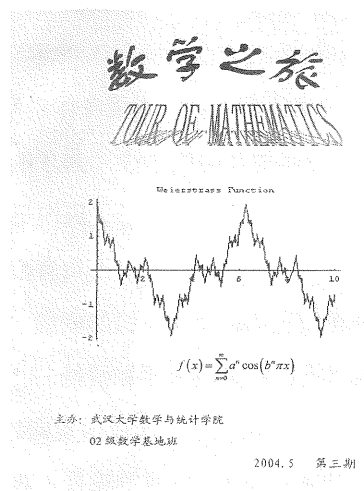 数学之旅
TOUR OF MATHEMATICS
Weierstrass Function
2
1
2 4 6 8 10
-1
-2
f(x)=∑_{n=0}^{∞} a^n cos(b^n πx)
主办：武汉大学数学与统计学院
02级数学基地班
2004.5 第三期